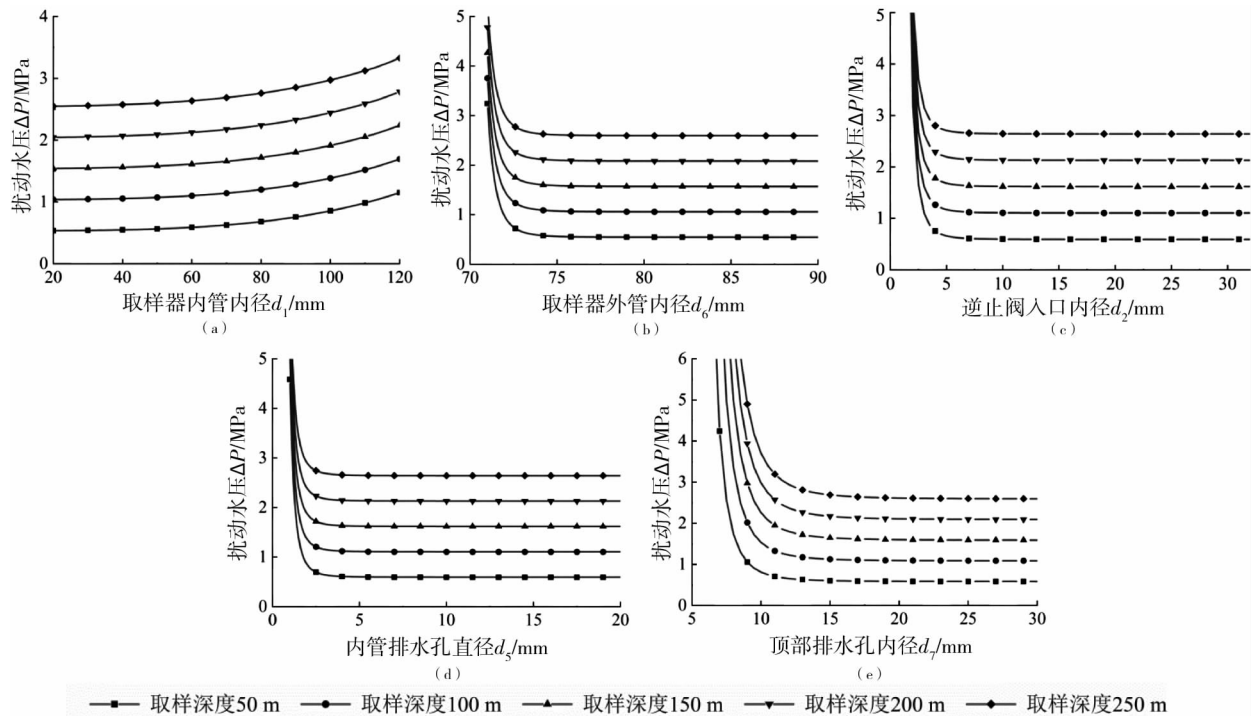 扰动水压ΔP/MPa
4
3
2
1
0
20 40 60 80 100 120
取样器内管内径d1/mm
(a)
扰动水压ΔP/MPa
5
4
3
2
1
0
70 75 80 85 90
取样器外管内径d6/mm
(b)
扰动水压ΔP/MPa
5
4
3
2
1
0
0 5 10 15 20 25 30
逆止阀入口内径d2/mm
(c)
扰动水压ΔP/MPa
5
4
3
2
1
0
0 5 10 15 20
内管排水孔直径d5/mm
(d)
扰动水压ΔP/MPa
6
5
4
3
2
1
0
5 10 15 20 25 30
顶部排水孔内径d7/mm
(e)
取样深度50 m 取样深度100 m 取样深度150 m 取样深度200 m 取样深度250 m